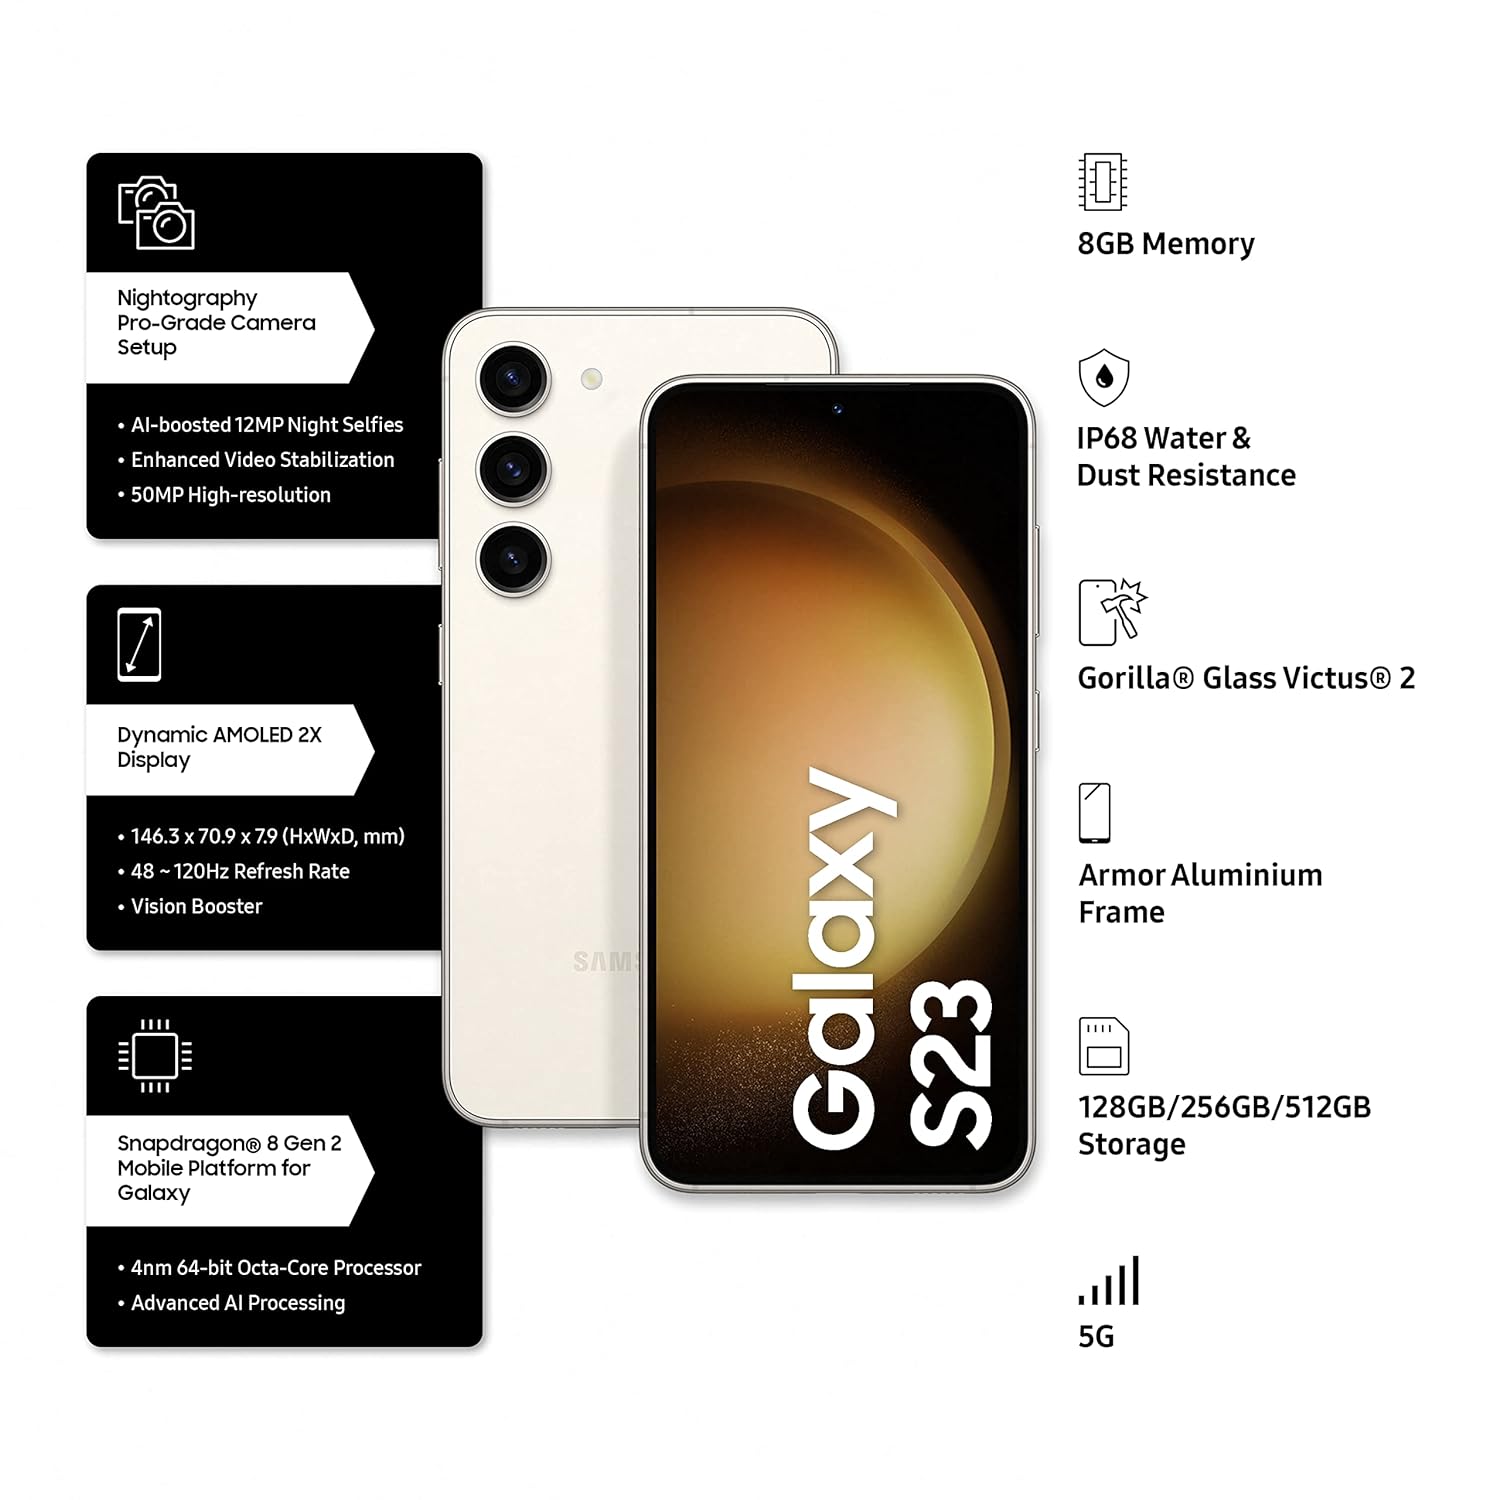 Nightography
Pro-Grade Camera
Setup
• AI-boosted 12MP Night Selfies
• Enhanced Video Stabilization
• 50MP High-resolution
Dynamic AMOLED 2X
Display
• 146.3 x 70.9 x 7.9 (HxWxD, mm)
• 48 ~ 120Hz Refresh Rate
• Vision Booster
Snapdragon® 8 Gen 2
Mobile Platform for
Galaxy
• 4nm 64-bit Octa-Core Processor
• Advanced AI Processing
SAMS
Galaxy
S23
8GB Memory
IP68 Water &
Dust Resistance
Gorilla® Glass Victus® 2
Armor Aluminium
Frame
128GB/256GB/512GB
Storage
5G